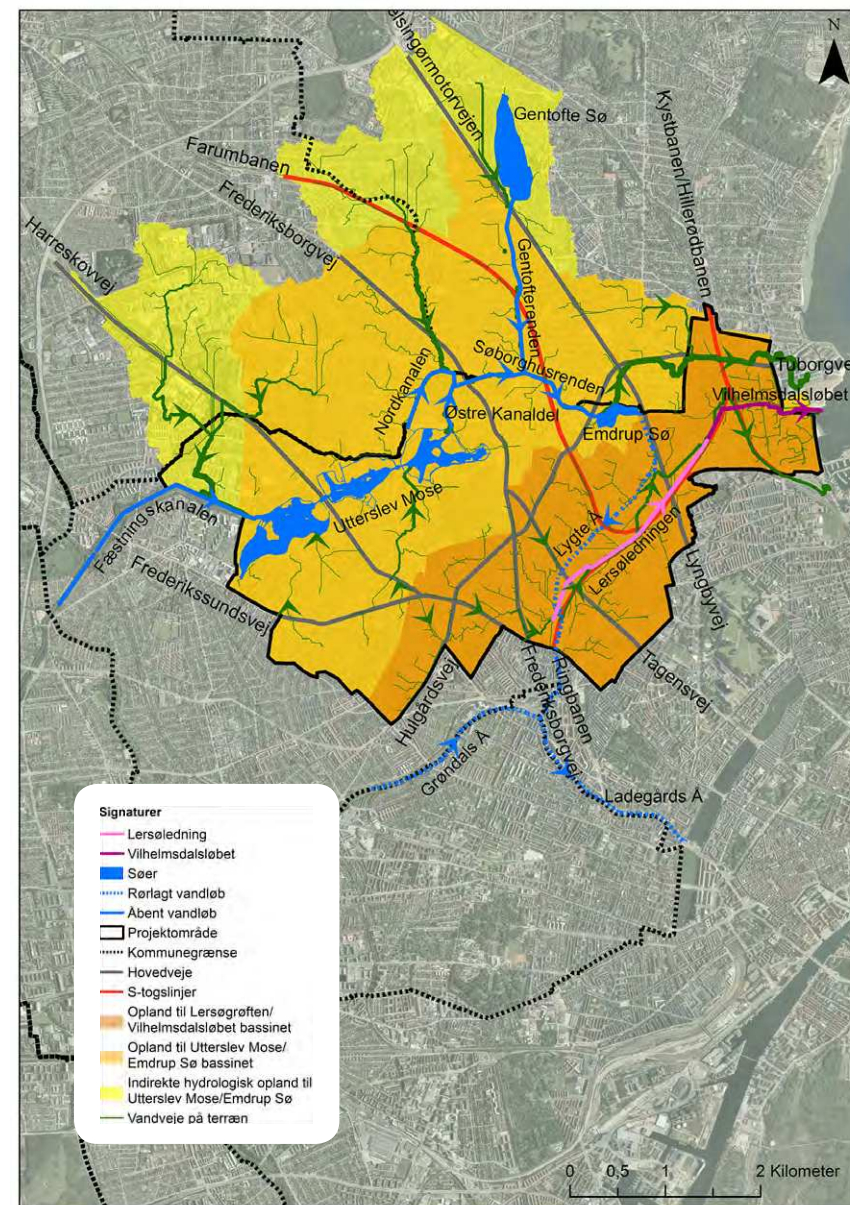 N
elsingørmotorvejen
Gentofte Sø
Kystbanen/Hillerødbanen
Farumbanen
Frederiksborgvej
Harreskovvej
Gentofterenden
Nordkanalen
Søborghusrenden
Tuborgve
Vilhelmsdalsløbet
Østre Kanaldel
Emdrup Sø
Utterslev Mose
Fæstningskanalen
Lygte Å
Lersøledningen
Lyngbyvej
Frederikssundsvej
Tagensvej
Hulgårdsvej
Frederiksborgvej
Ringbanen
Grøndals Å
Ladegårds Å
Signaturer
Lersøledning
Vilhelmsdalsløbet
Søer
Rørlagt vandløb
Åbent vandløb
Projektområde
Kommunegrænse
Hovedveje
S-togslinjer
Opland til Lersøgrøften/
Vilhelmsdalsløbet bassinet
Opland til Utterslev Mose/
Emdrup Sø bassinet
Indirekte hydrologisk opland til
Utterslev Mose/Emdrup Sø
Vandveje på terræn
0 0,5 1 2 Kilometer